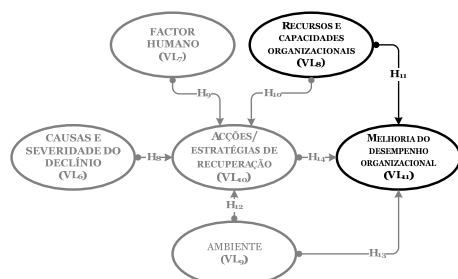 FACTOR
HUMANO
(VL7)
RECURSOS E
CAPACIDADES
ORGANIZACIONAIS
(VL8)
H11
H9
H10
CAUSAS E
SEVERIDADE DO
DECLÍNIO
(VL6)
H8
ACÇÕES/
ESTRATÉGIAS DE
RECUPERAÇÃO
(VL10)
H14
MELHORIA DO
DESEMPENHO
ORGANIZACIONAL
(VL11)
H12
AMBIENTE
(VL9)
H13